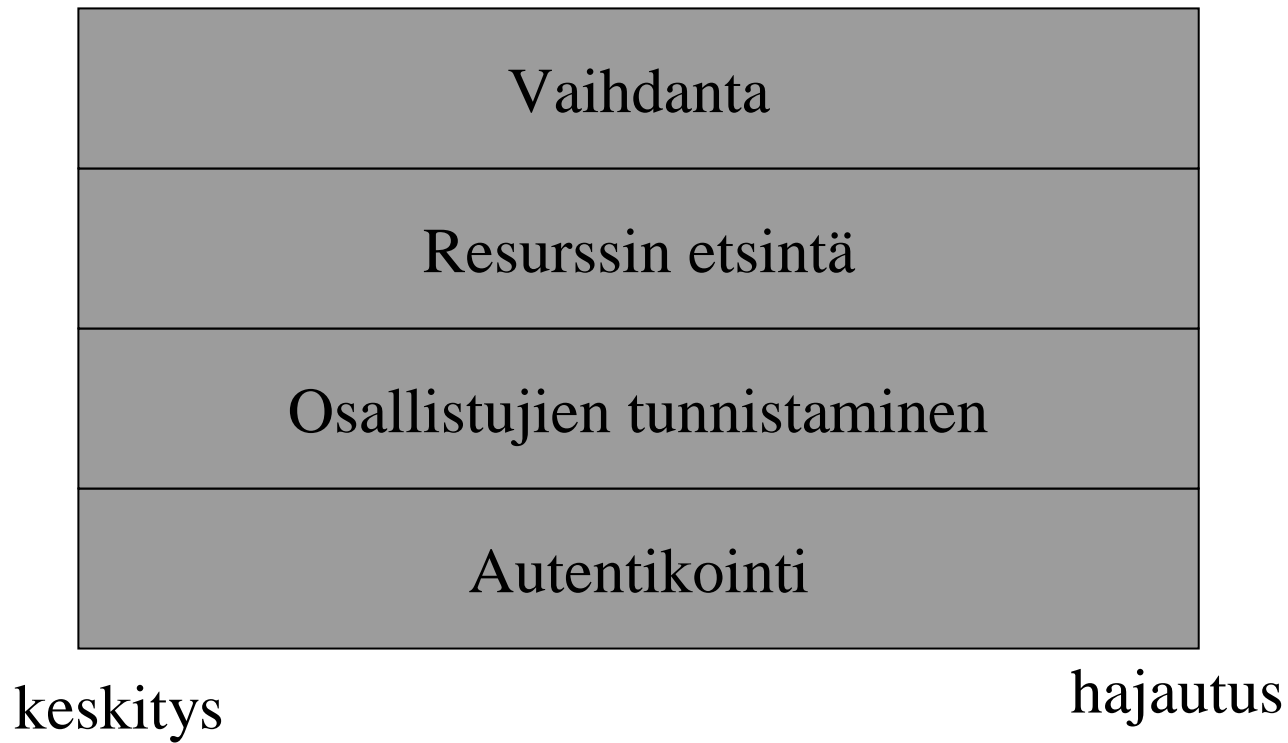 Vaihdanta
Resurssin etsintä
Osallistujien tunnistaminen
Autentikointi
keskitys
hajautus